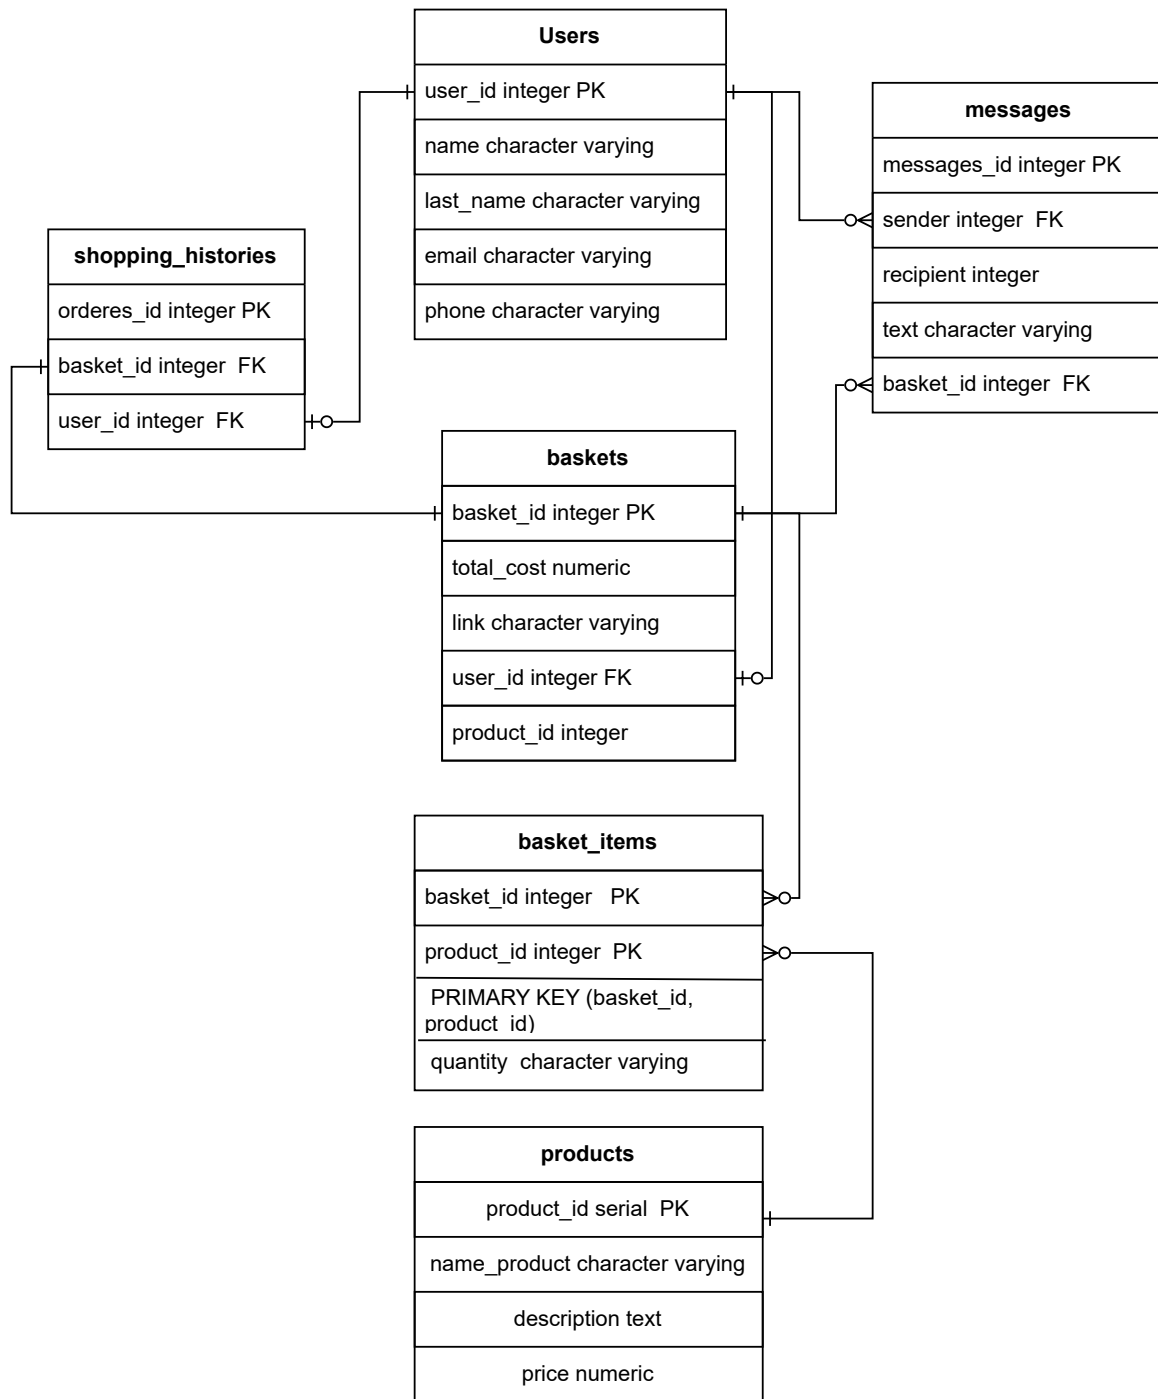 Users
user_id integer PK
name character varying
last_name character varying
email character varying
phone character varying
messages
messages_id integer PK
sender integer  FK
recipient integer
text character varying
basket_id integer  FK
shopping_histories
orderes_id integer PK
basket_id integer  FK
user_id integer  FK
baskets
basket_id integer PK
total_cost numeric
link character varying
user_id integer FK
product_id integer
basket_items
basket_id integer   PK
product_id integer  PK
PRIMARY KEY (basket_id,
product_id)
quantity  character varying
products
product_id serial  PK
name_product character varying
description text
price numeric